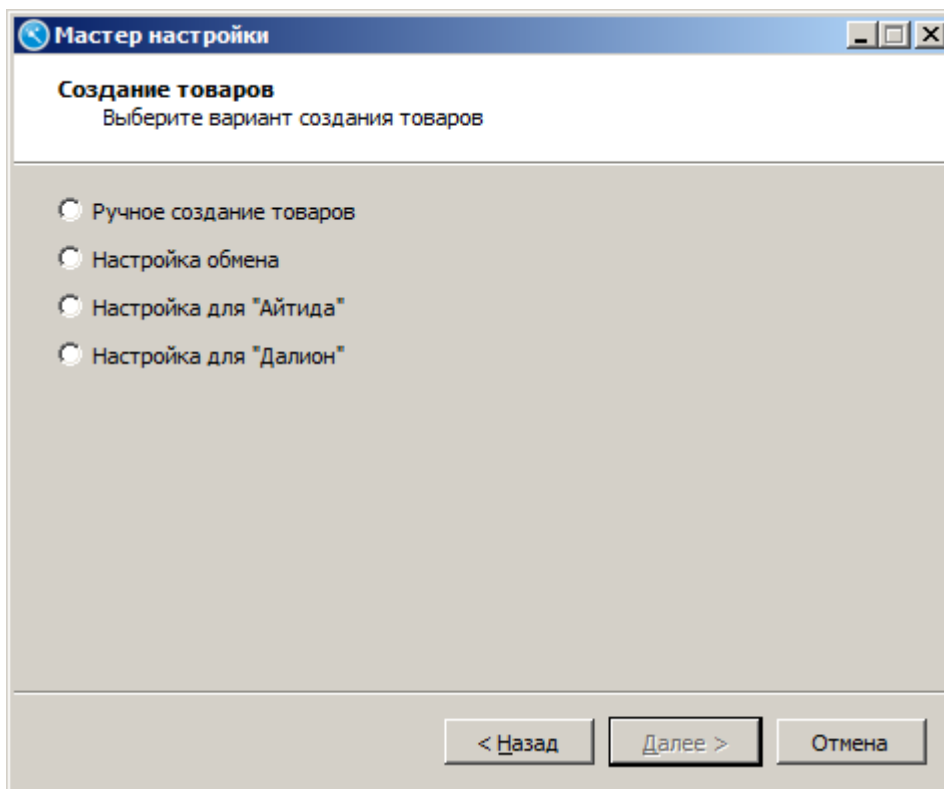 Мастер настройки
Создание товаров
Выберите вариант создания товаров
Ручное создание товаров
Настройка обмена
Настройка для "Айтида"
Настройка для "Далион"
< Назад Далее > Отмена